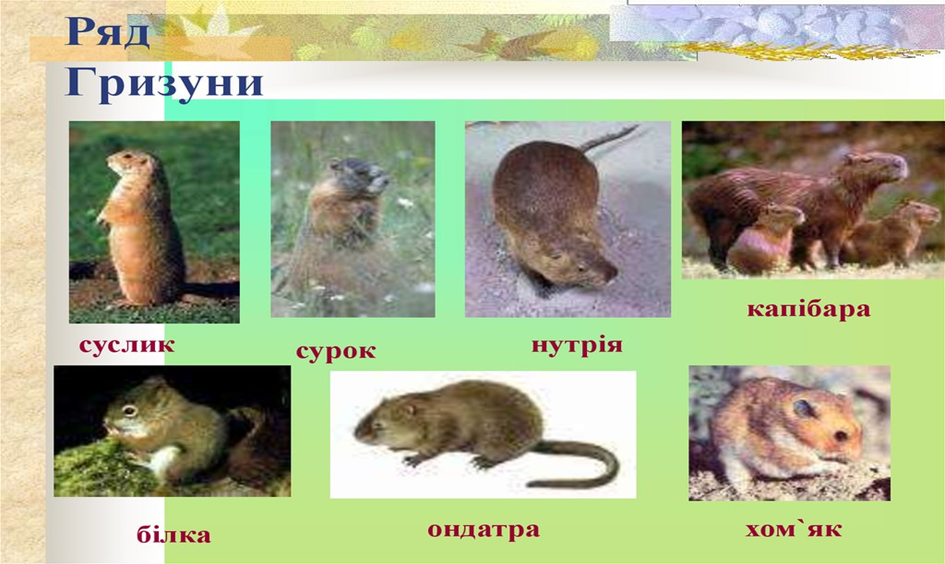 Ряд
Гризуни
суслик
сурок
нутрія
капібара
білка
ондатра
хом`як